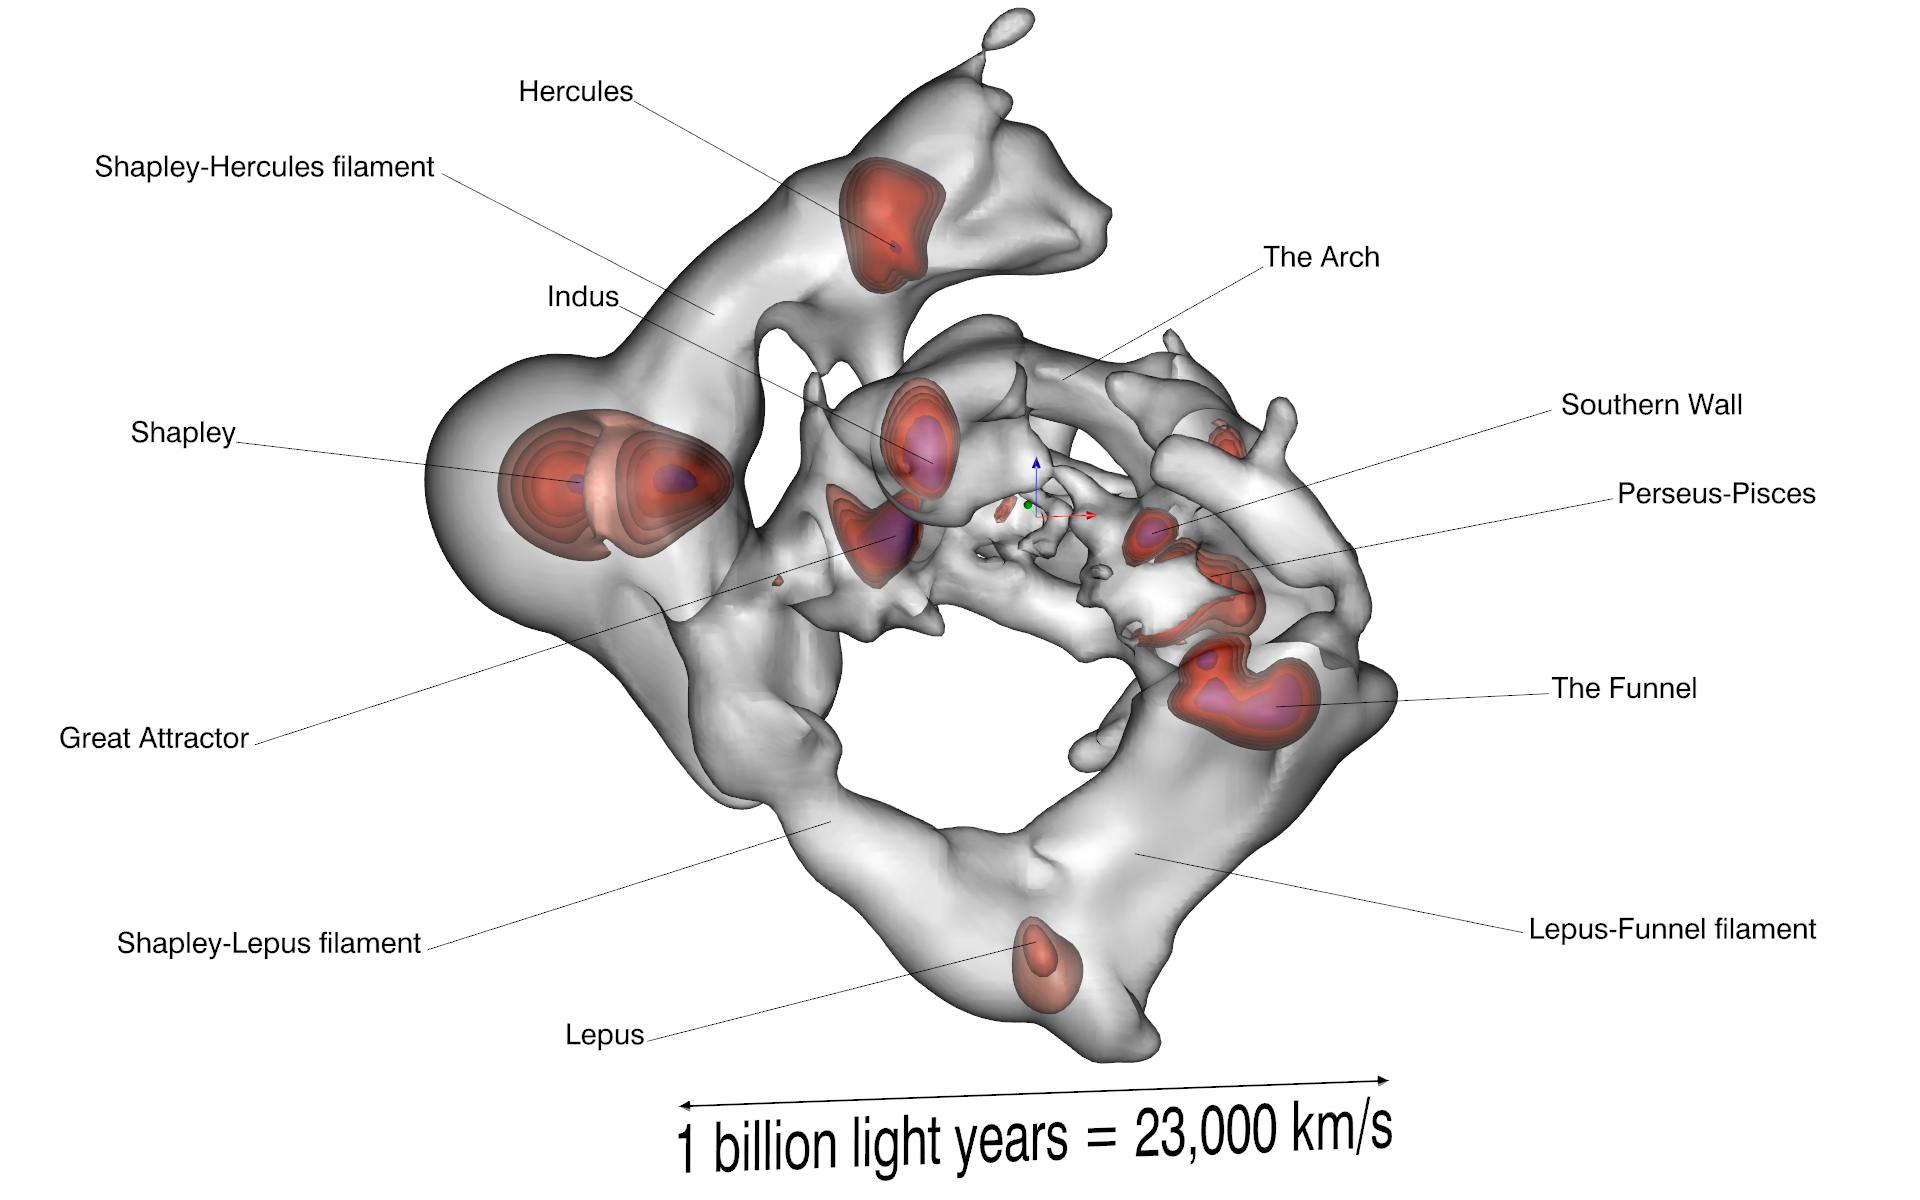 Hercules
Shapley-Hercules filament
The Arch
Indus
Southern Wall
Shapley
Perseus-Pisces
The Funnel
Great Attractor
Lepus-Funnel filament
Shapley-Lepus filament
Lepus
1 billion light years = 23,000 km/s